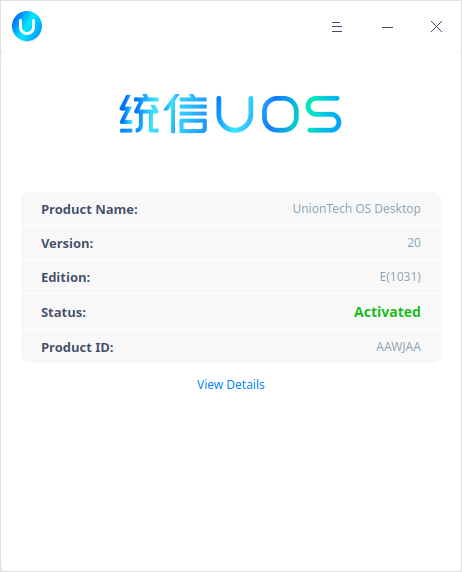 统信UOS
Product Name: UnionTech OS Desktop
Version: 20
Edition: E(1031)
Status: Activated
Product ID: AAWJAA
View Details